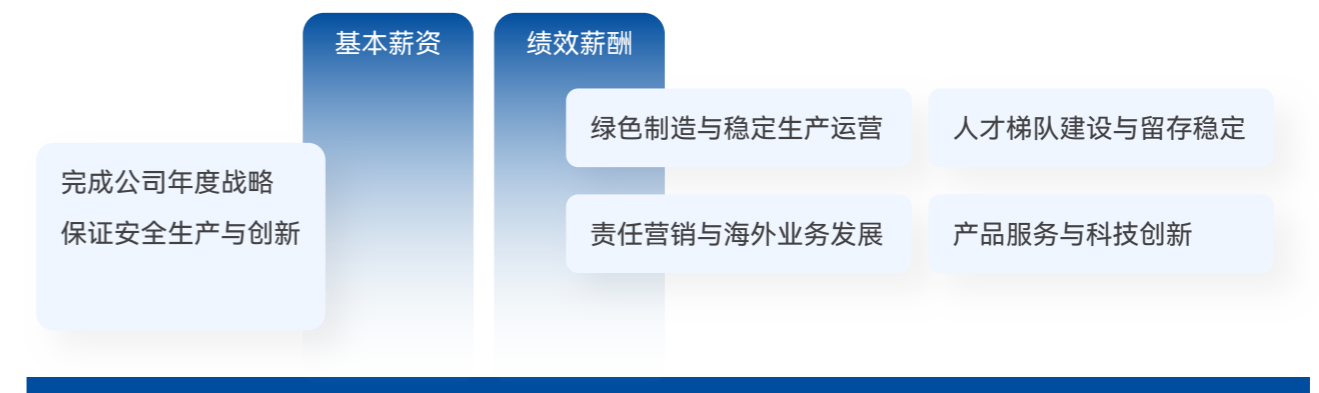 基本薪资
绩效薪酬
完成公司年度战略
保证安全生产与创新
绿色制造与稳定生产运营
人才梯队建设与留存稳定
责任营销与海外业务发展
产品服务与科技创新